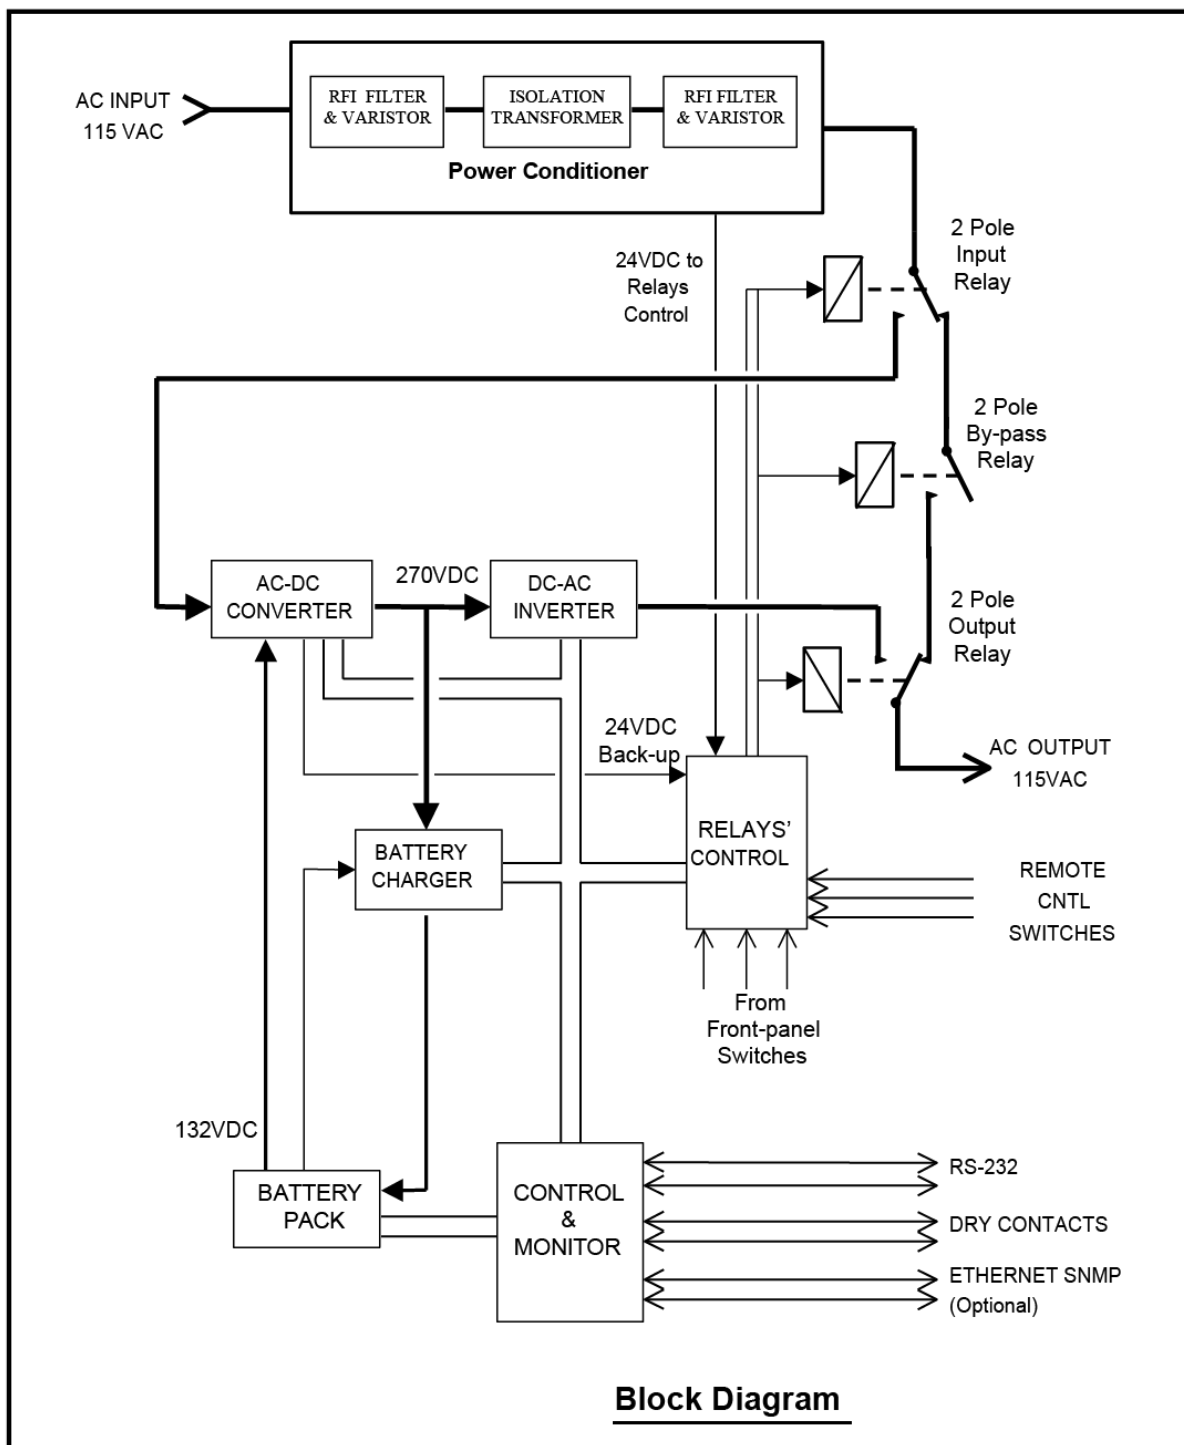 AC INPUT
115 VAC
RFI FILTER
& VARISTOR
ISOLATION
TRANSFORMER
RFI FILTER
& VARISTOR
Power Conditioner
24VDC to
Relays
Control
2 Pole
Input
Relay
2 Pole
By-pass
Relay
AC-DC
CONVERTER
270VDC
DC-AC
INVERTER
2 Pole
Output
Relay
24VDC
Back-up
AC OUTPUT
115VAC
BATTERY
CHARGER
RELAYS’
CONTROL
REMOTE
CNTL
SWITCHES
From
Front-panel
Switches
132VDC
BATTERY
PACK
CONTROL
&
MONITOR
RS-232
DRY CONTACTS
ETHERNET SNMP
(Optional)
Block Diagram